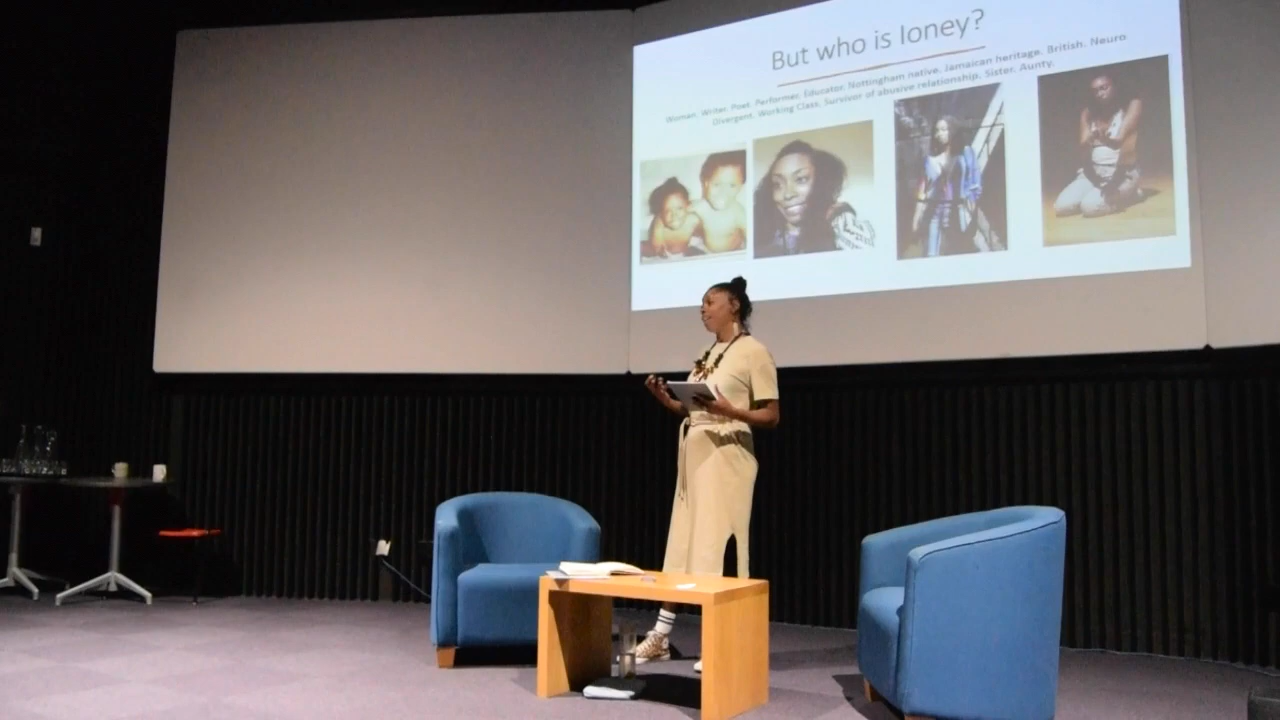 But who is Ioney?
Woman. Writer. Poet. Performer. Educator. Nottingham native. Jamaican heritage. British. Neuro
Divergent. Working Class. Survivor of abusive relationship. Sister. Aunty.